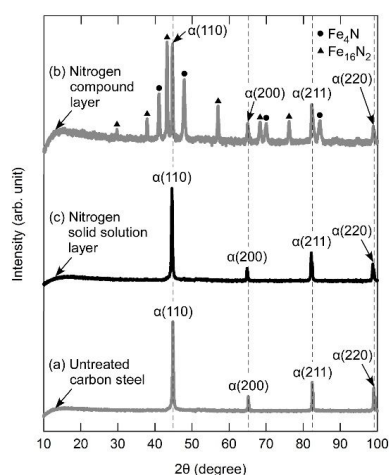 α(110)
● Fe₄N
▲ Fe₁₆N₂
(b) Nitrogen
compound
layer
α(200)
α(211)
α(220)
α(110)
(c) Nitrogen
solid solution
layer
α(200)
α(211)
α(220)
α(110)
(a) Untreated
carbon steel
α(200)
α(211)
α(220)
Intensity (arb. unit)
10 20 30 40 50 60 70 80 90 100
2θ (degree)